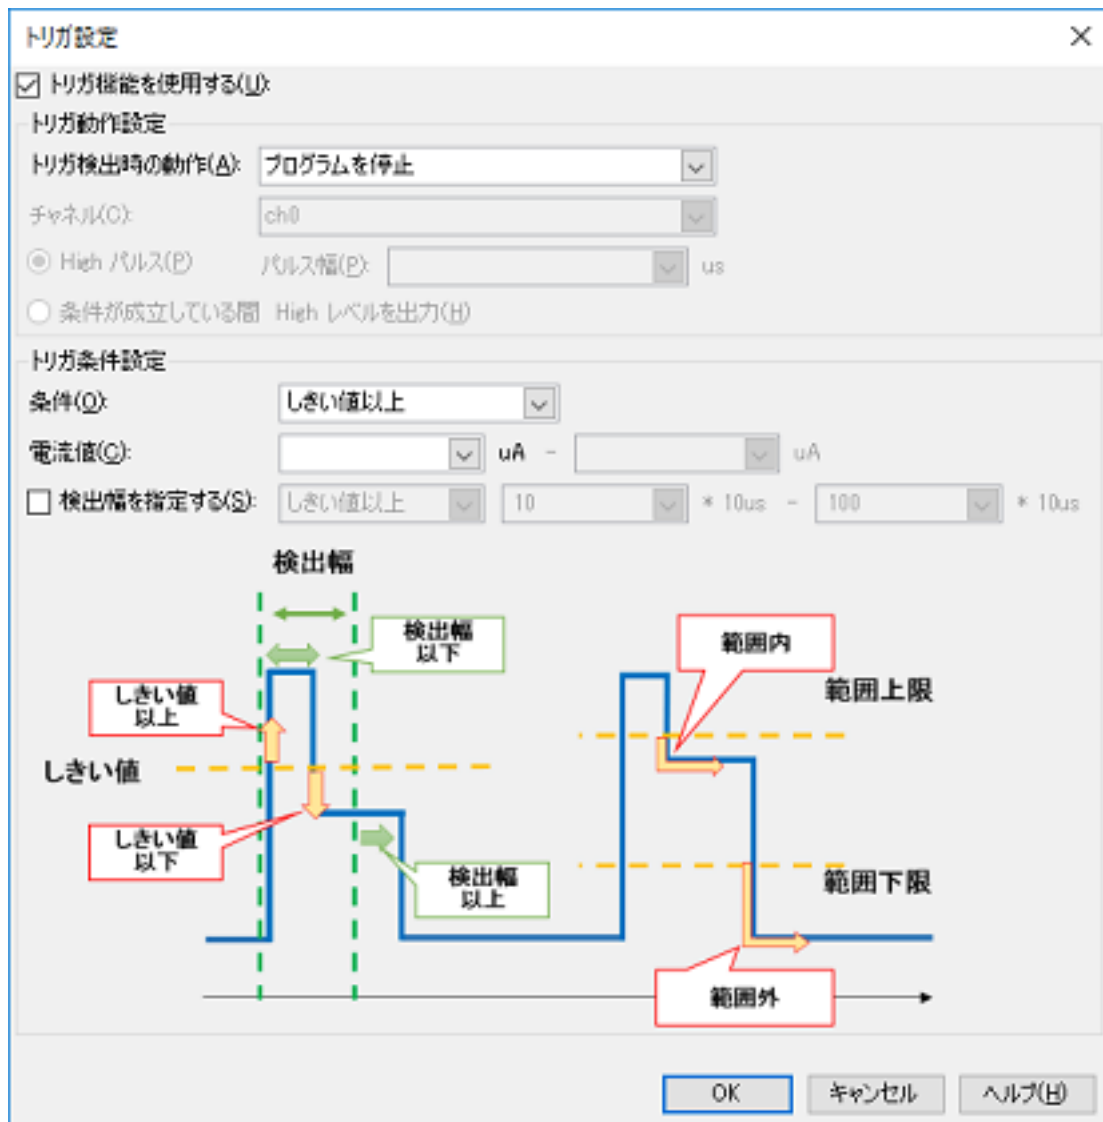 トリガ設定
トリガ機能を使用する(U):
トリガ動作設定
トリガ検出時の動作(A): プログラムを停止
チャネル(C): ch0
High パルス(P) パルス幅(P): us
条件が成立している間 High レベルを出力(H)
トリガ条件設定
条件(O): しきい値以上
電流値(C): uA - uA
検出幅を指定する(S): しきい値以上 10 * 10us - 100 * 10us
検出幅
検出幅
以下
範囲内
範囲上限
しきい値
以上
しきい値
しきい値
以下
検出幅
以上
範囲下限
範囲外
OK キャンセル ヘルプ(H)